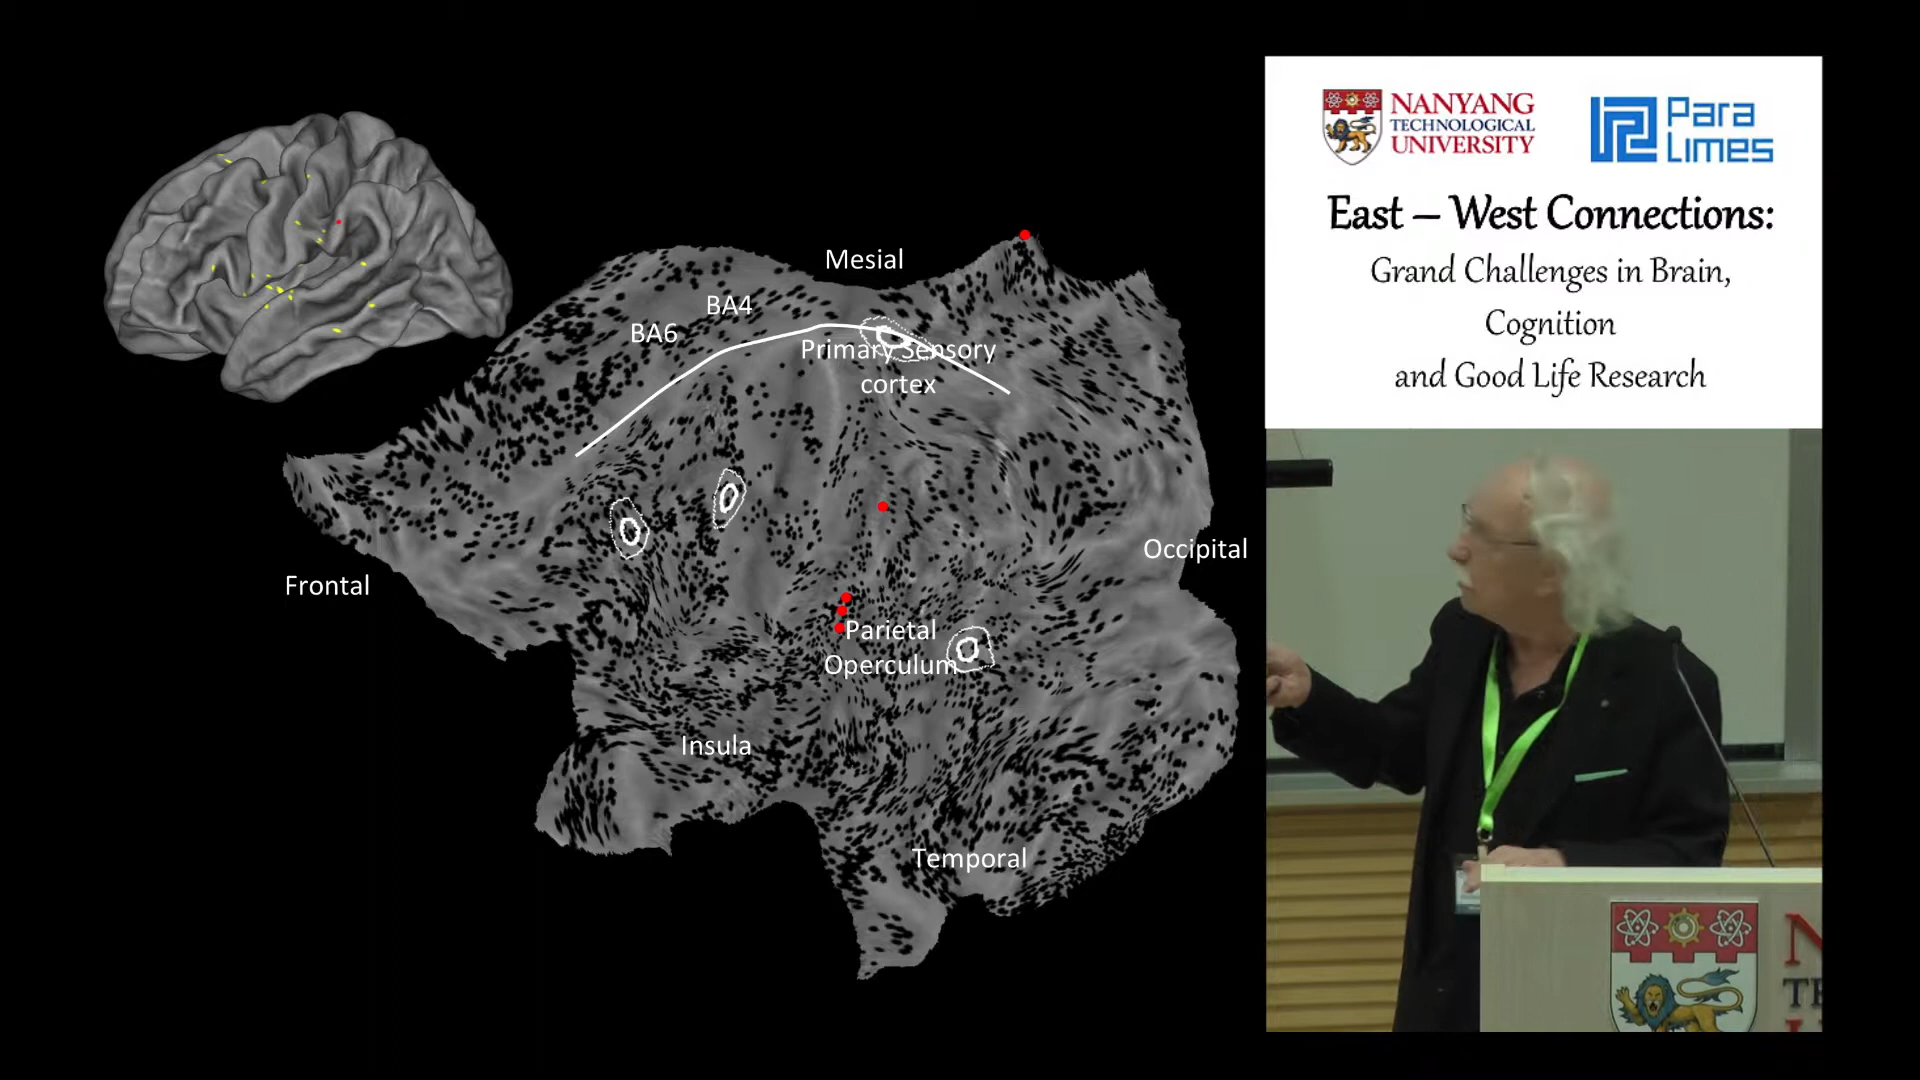 Mesial
BA4
BA6
Primary Sensory
cortex
Frontal
Occipital
Parietal
Operculum
Insula
Temporal
NANYANG
TECHNOLOGICAL
UNIVERSITY
Para
Limes
East – West Connections:
Grand Challenges in Brain,
Cognition
and Good Life Research